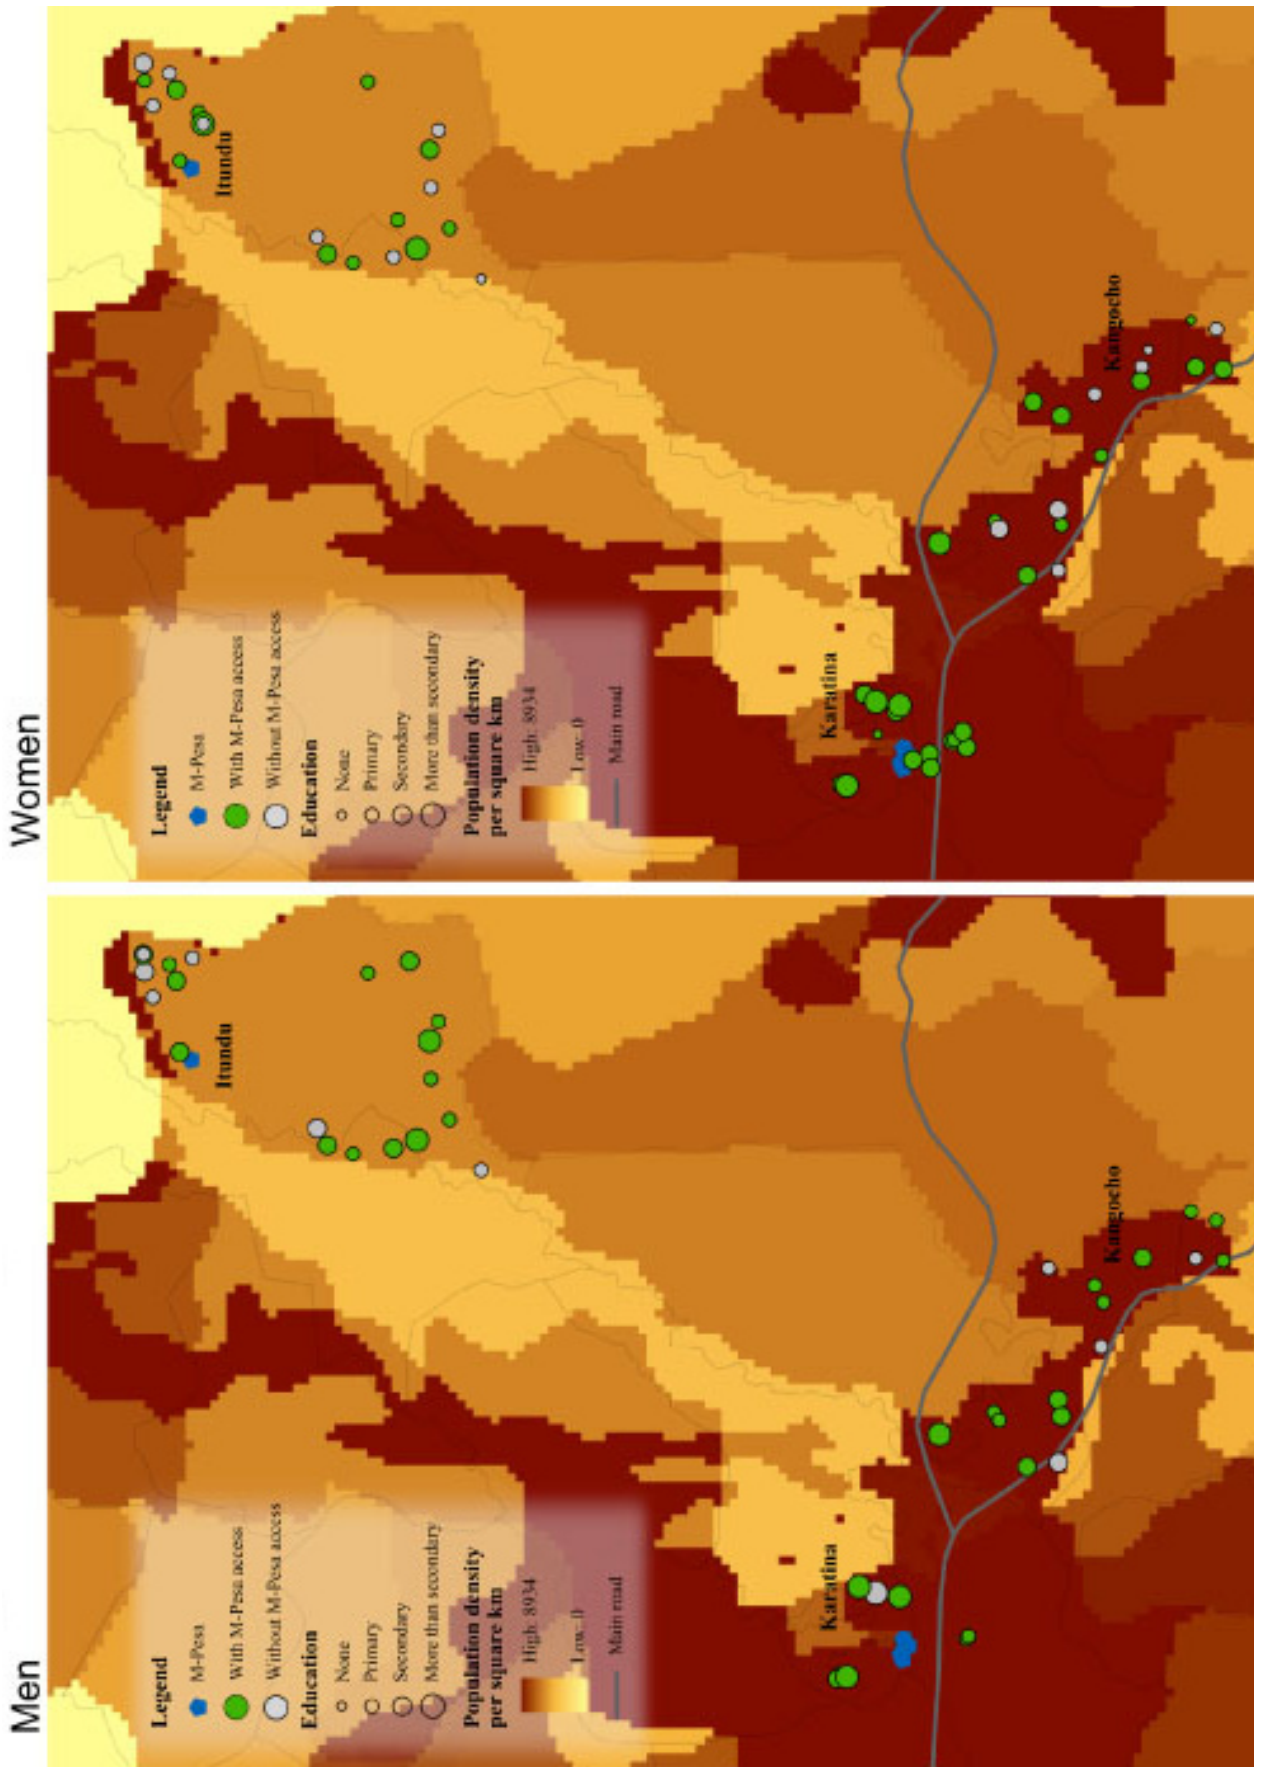 Men
Legend
M-Pesa
With M-Pesa access
Without M-Pesa access
Education
None
Primary
Secondary
More than secondary
Population density
per square km
High: 8934
Low: 0
Main road
Itundu
Karatina
Kangocho
Women
Legend
M-Pesa
With M-Pesa access
Without M-Pesa access
Education
None
Primary
Secondary
More than secondary
Population density
per square km
High: 8934
Low: 0
Main road
Itundu
Karatina
Kangocho